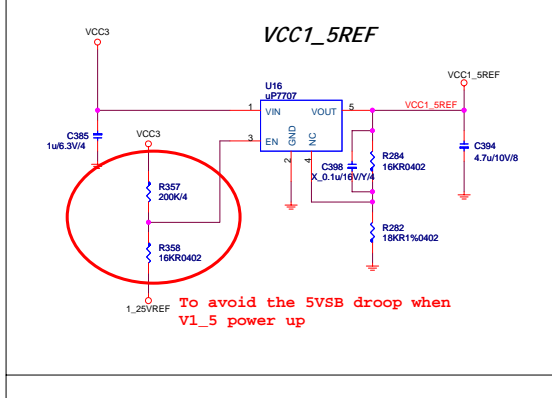 VCC1_5REF
VCC3
U16
uP7707
VCC1_5REF
1
VIN
VOUT
5
VCC1_5REF
C385
1u/6.3V/4
VCC3
3
EN
GND
NC
2
4
C398
X_0.1u/16V/Y/4
R284
16KR0402
C394
4.7u/10V/8
R357
200K/4
R282
18KR1%0402
R358
16KR0402
1_25VREF
To avoid the 5VSB droop when
V1_5 power up